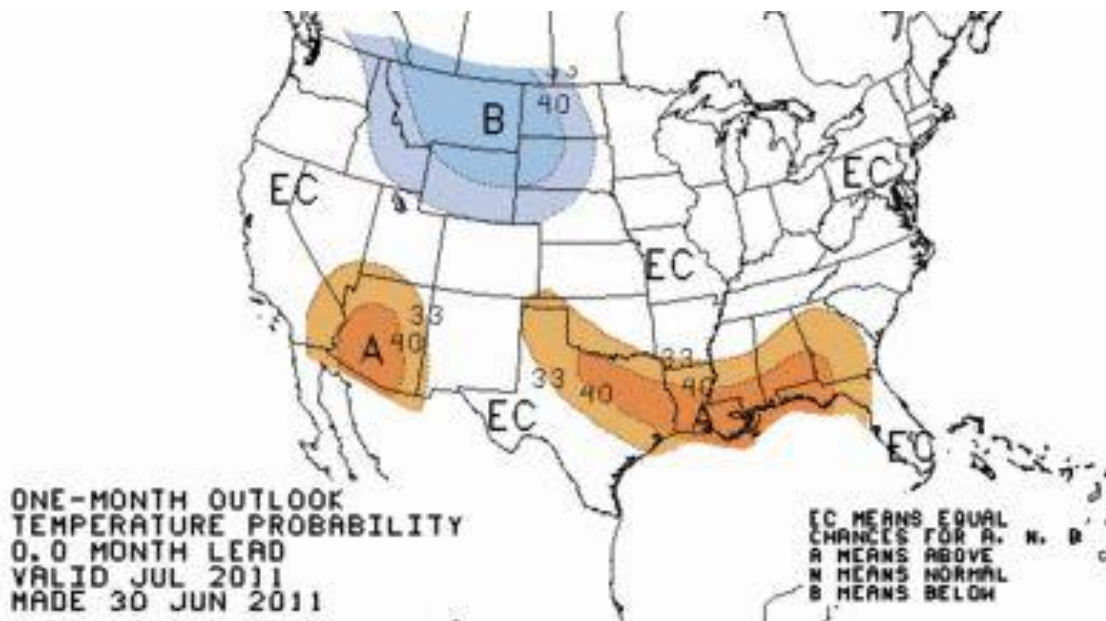 33
40
B
EC
EC
EC
33
A
40
33
33
40
40
A
EC
EC
ONE-MONTH OUTLOOK
TEMPERATURE PROBABILITY
0.0 MONTH LEAD
VALID JUL 2011
MADE 30 JUN 2011
EC MEANS EQUAL
CHANCES FOR A, N, B
A MEANS ABOVE
N MEANS NORMAL
B MEANS BELOW